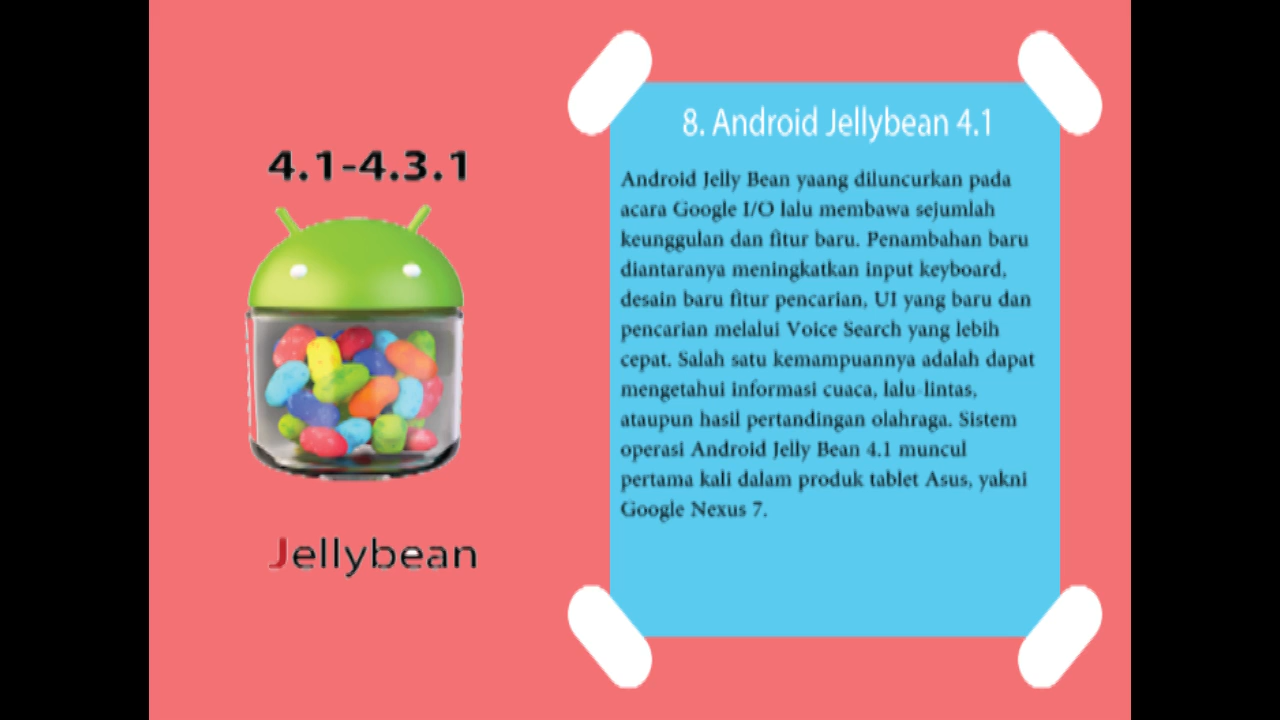 4.1-4.3.1
Jellybean
8. Android Jellybean 4.1
Android Jelly Bean yaang diluncurkan pada
acara Google I/O lalu membawa sejumlah
keunggulan dan fitur baru. Penambahan baru
diantaranya meningkatkan input keyboard,
desain baru fitur pencarian, UI yang baru dan
pencarian melalui Voice Search yang lebih
cepat. Salah satu kemampuannya adalah dapat
mengetahui informasi cuaca, lalu-lintas,
ataupun hasil pertandingan olahraga. Sistem
operasi Android Jelly Bean 4.1 muncul
pertama kali dalam produk tablet Asus, yakni
Google Nexus 7.